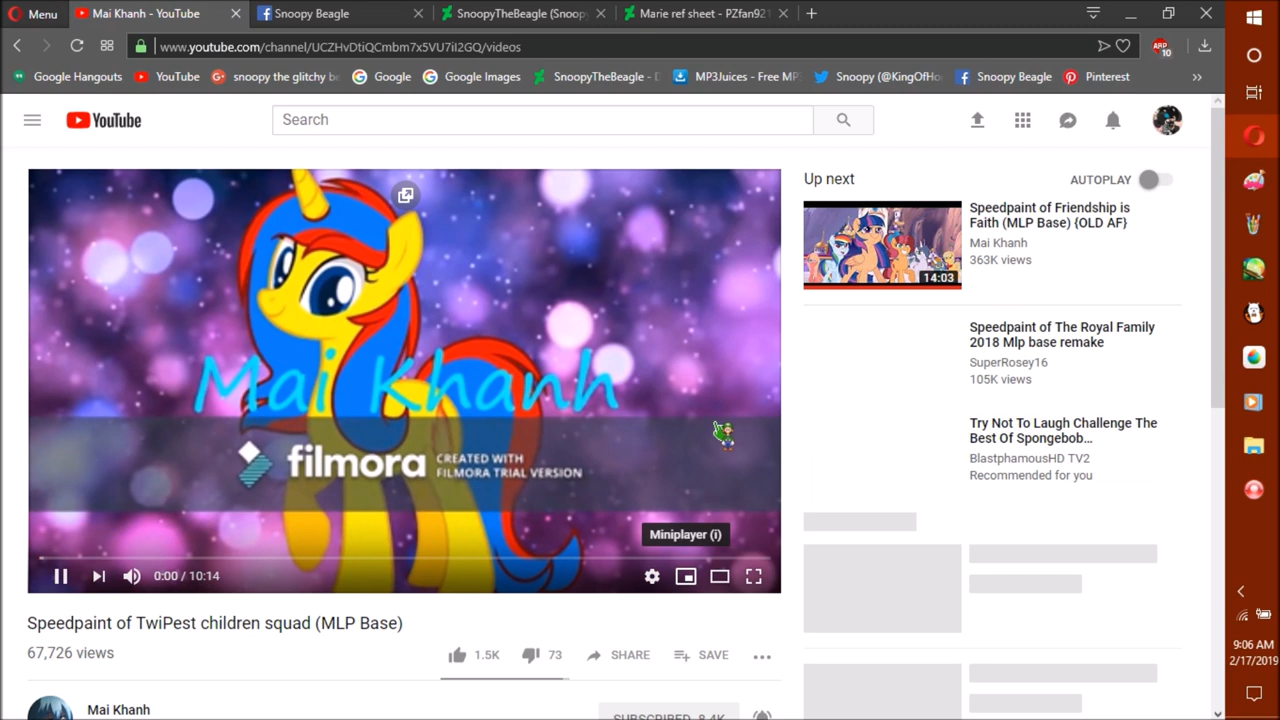 Menu
Mai Khanh - YouTube
Snoopy Beagle
SnoopyTheBeagle (Snoop
Marie ref sheet - PZfan921
www.youtube.com/channel/UCZHvDtiQCmbm7x5VU7iI2GQ/videos
10
Google Hangouts
YouTube
snoopy the glitchy be
Google
Google Images
SnoopyTheBeagle - D
MP3Juices - Free MP
Snoopy (@KingOfHo
Snoopy Beagle
Pinterest
YouTube
Search
Mai Khanh
filmora
CREATED WITH
FILMORA TRIAL VERSION
Miniplayer (i)
0:00 / 10:14
Speedpaint of TwiPest children squad (MLP Base)
67,726 views
1.5K
73
SHARE
SAVE
Mai Khanh
SUBSCRIBED 8.4K
Up next
AUTOPLAY
Speedpaint of Friendship is
Faith (MLP Base) {OLD AF}
Mai Khanh
363K views
14:03
Speedpaint of The Royal Family
2018 Mlp base remake
SuperRosey16
105K views
Try Not To Laugh Challenge The
Best Of Spongebob...
BlastphamousHD TV2
Recommended for you
9:06 AM
2/17/2019